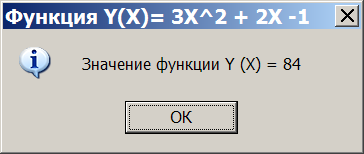 Функция Y(X)= 3X^2 + 2X -1
Значение функции Y (X) = 84
OK